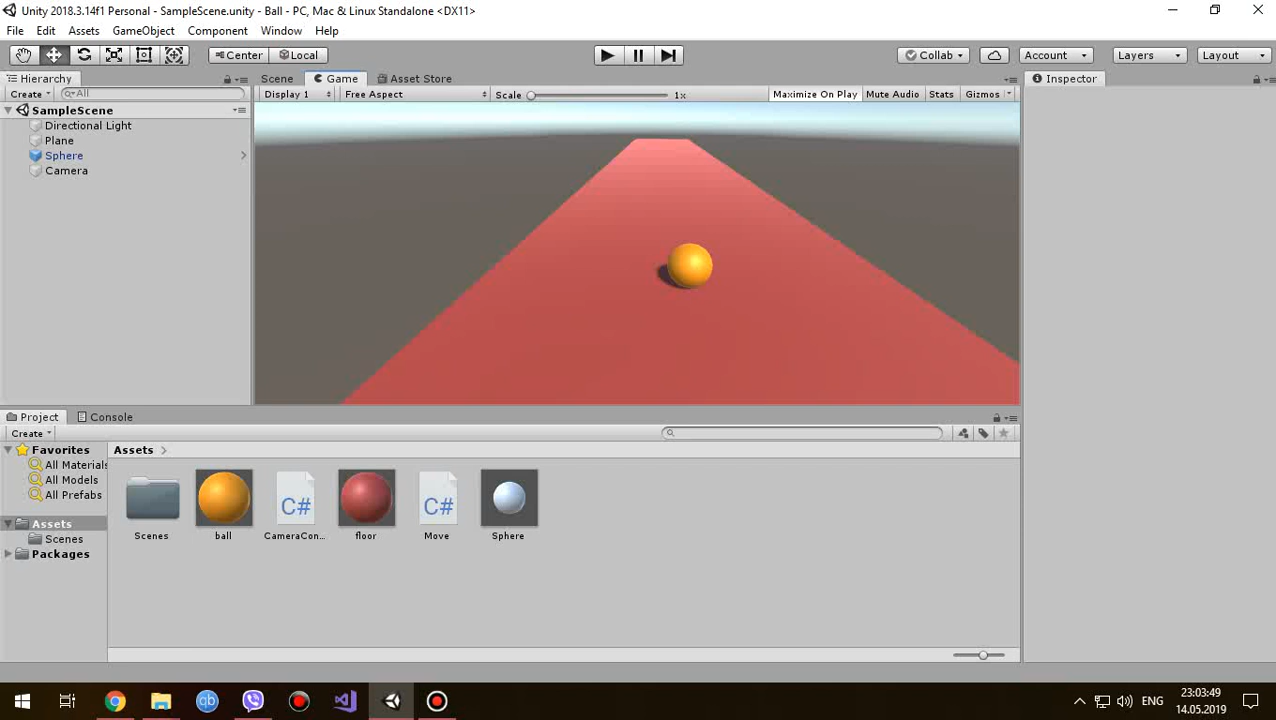 Unity 2018.3.14f1 Personal - SampleScene.unity - Ball - PC, Mac & Linux Standalone <DX11>
File Edit Assets GameObject Component Window Help
Center Local Collab Account Layers Layout
Hierarchy Scene Game Asset Store Inspector
Create All Display 1 Free Aspect Scale 1x Maximize On Play Mute Audio Stats Gizmos
SampleScene
Directional Light
Plane
Sphere
Camera
Project Console
Create
Favorites Assets
All Materials
All Models
All Prefabs
C# C#
Assets
Scenes ball CameraCon... floor Move Sphere
Scenes
Packages
qb ENG 23:03:49
14.05.2019